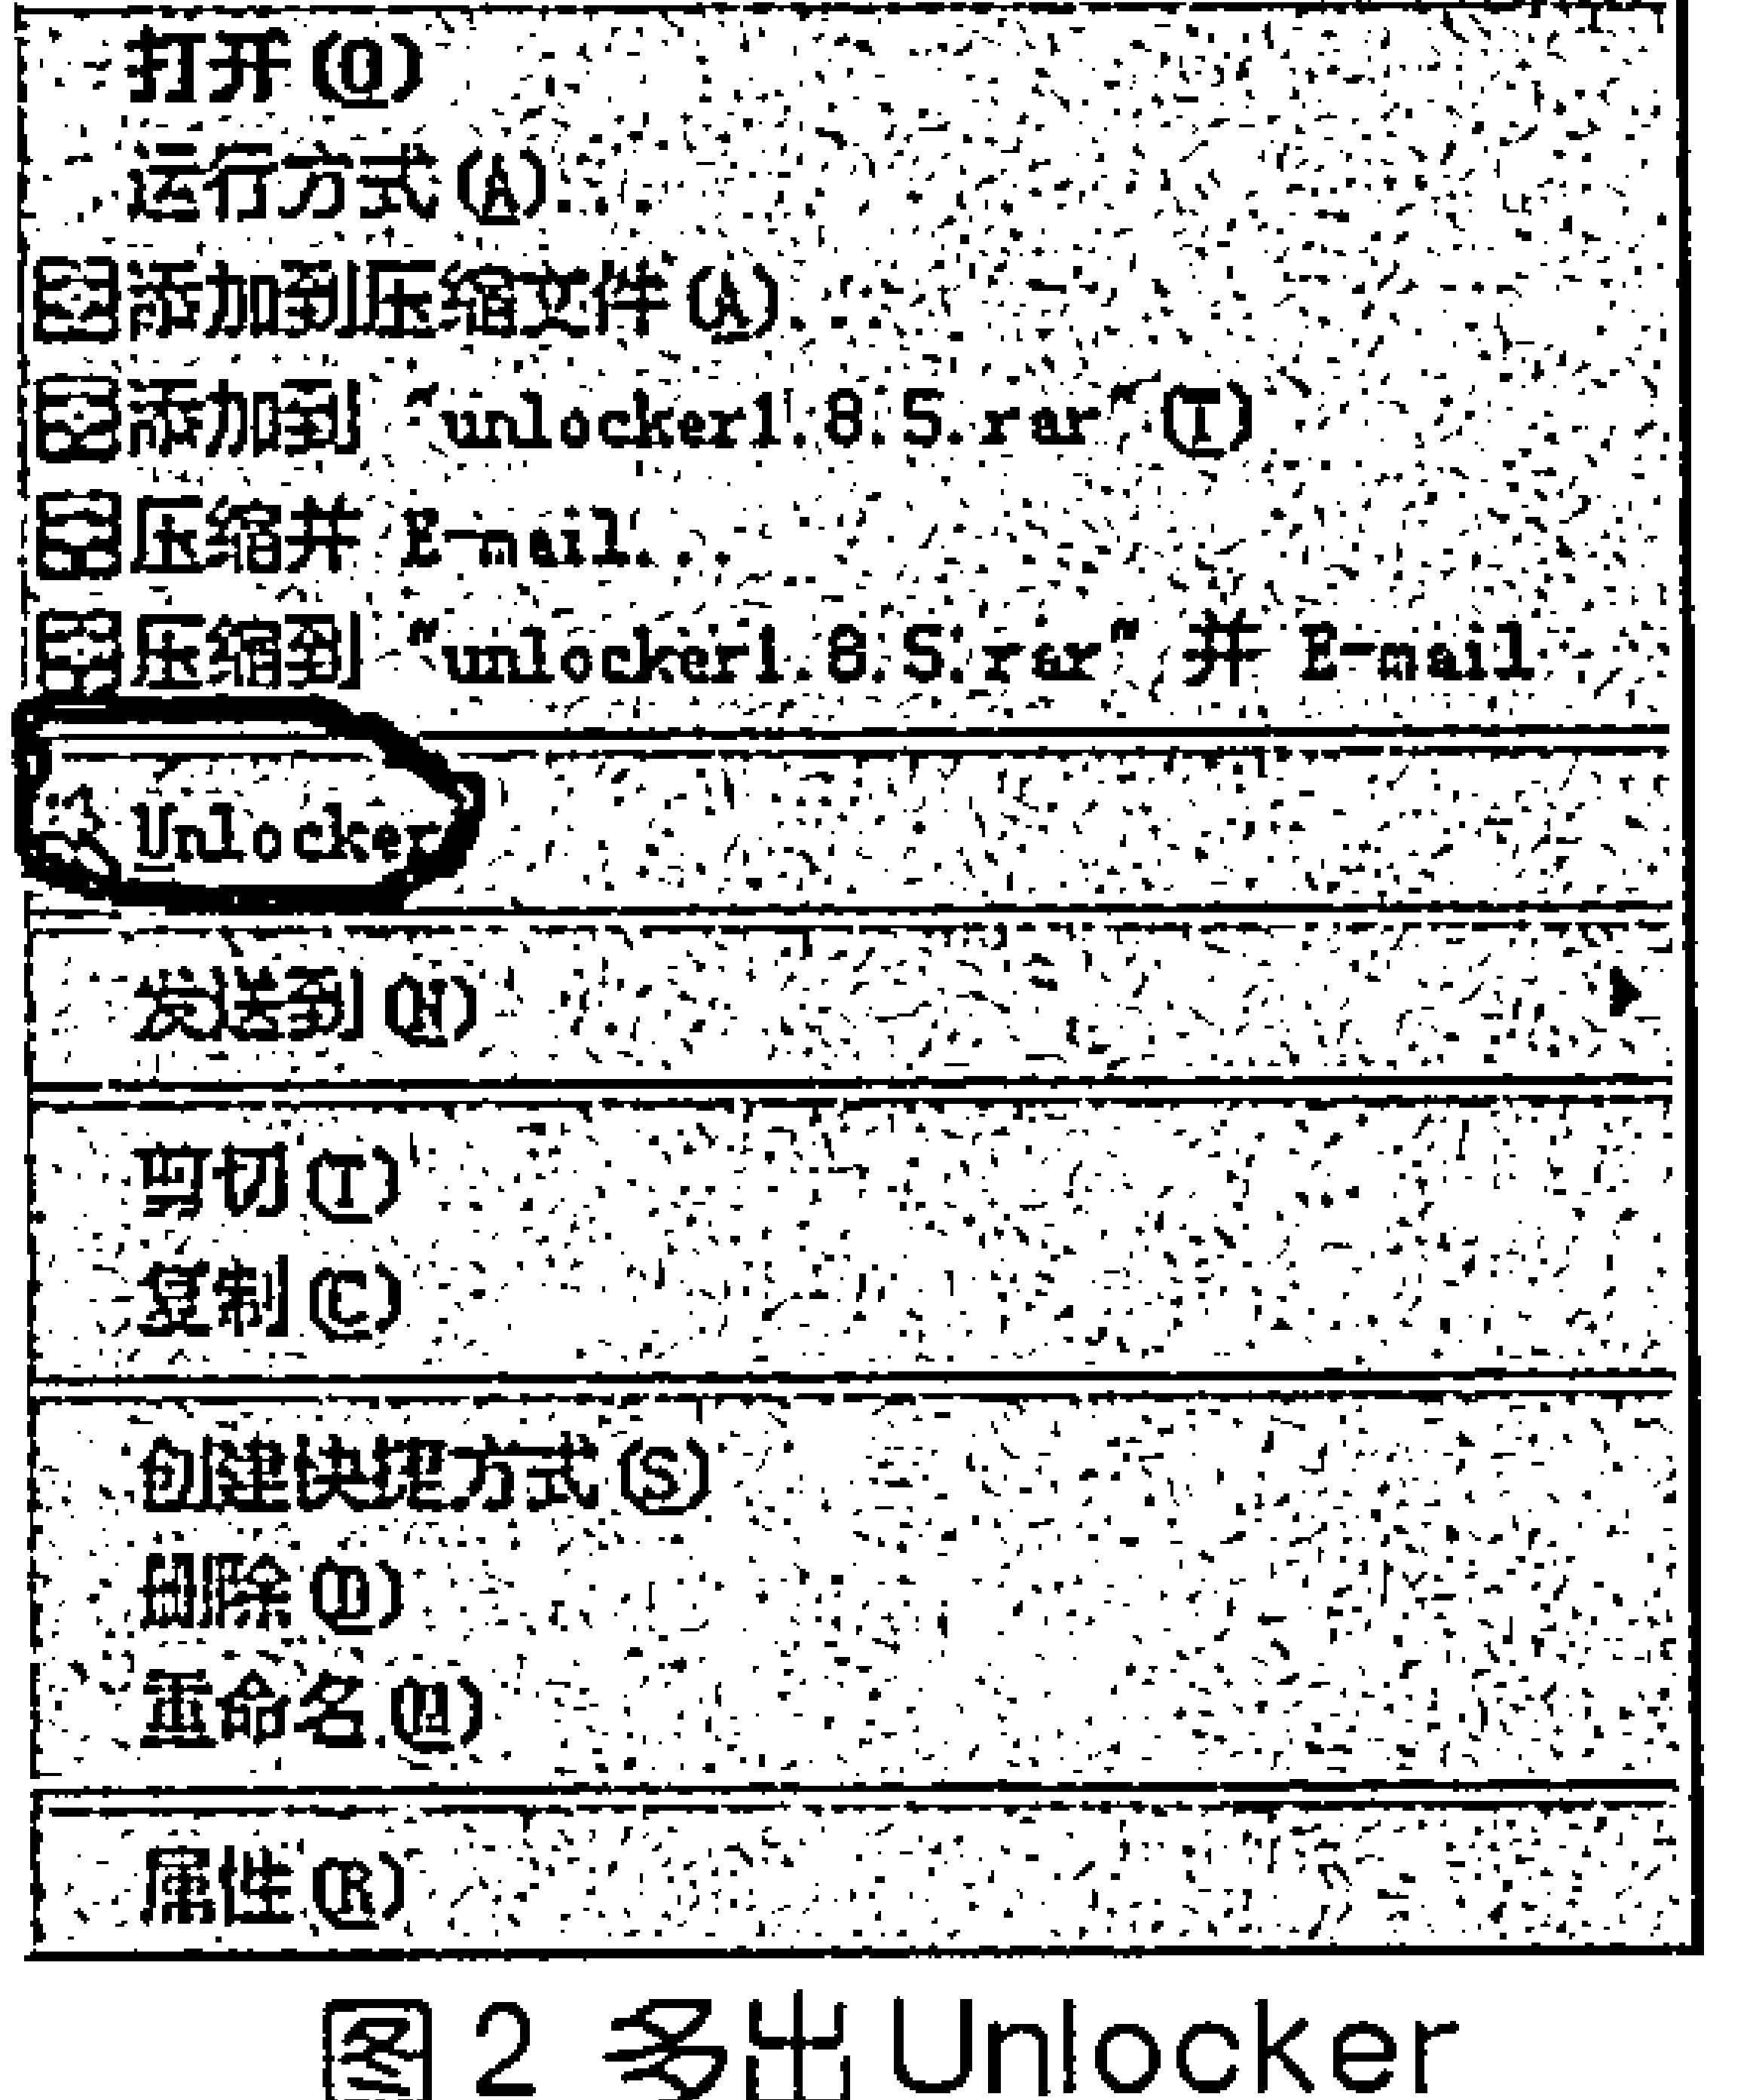 打开(O)
运行方式(A)...
添加到压缩文件(A)...
添加到 "unlocker1.8.5.rar"(T)
压缩并 E-mail...
压缩到 "unlocker1.8.5.rar" 并 E-mail
Unlocker
发送到(N)
剪切(T)
复制(C)
创建快捷方式(S)
删除(D)
重命名(M)
属性(R)
图 2 多出 Unlocker